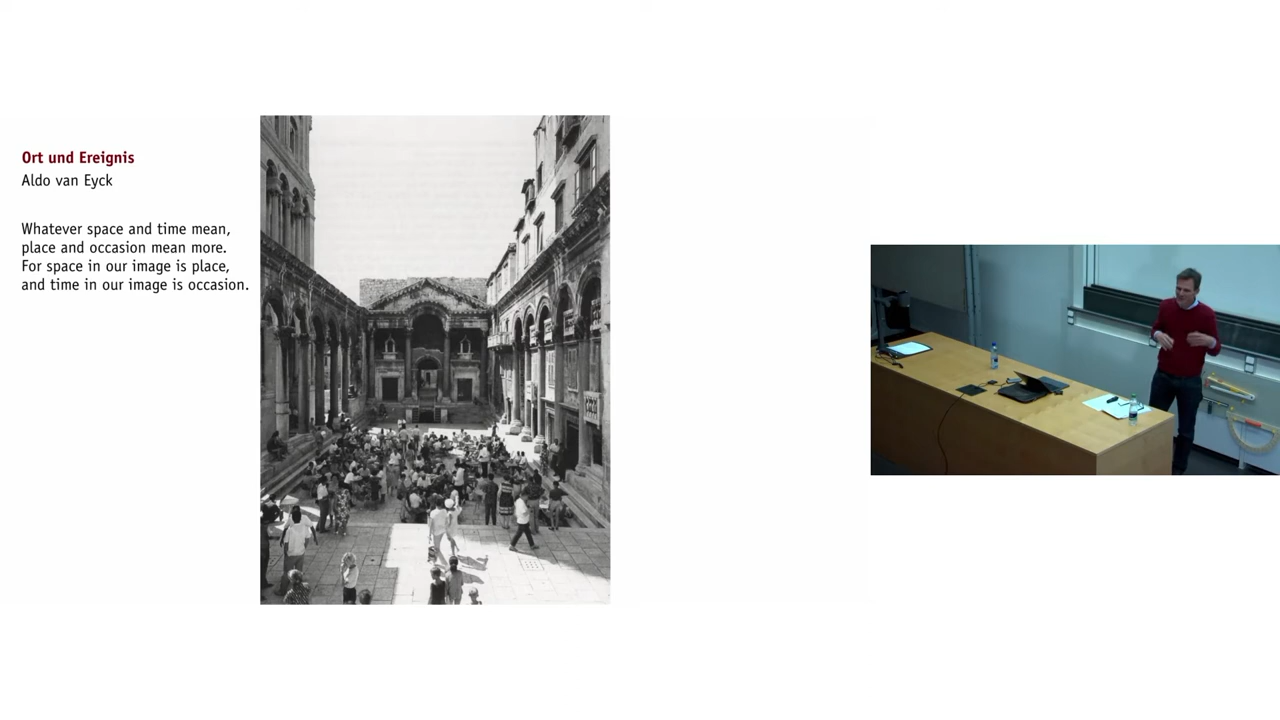 Ort und Ereignis
Aldo van Eyck
Whatever space and time mean,
place and occasion mean more.
For space in our image is place,
and time in our image is occasion.